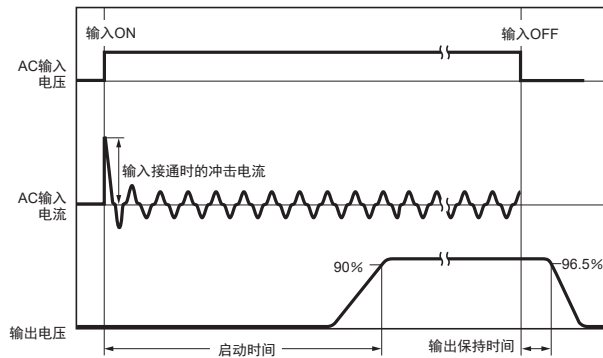 输入ON
输入OFF
AC输入
电压
输入接通时的冲击电流
AC输入
电流
90%
96.5%
输出电压
启动时间
输出保持时间